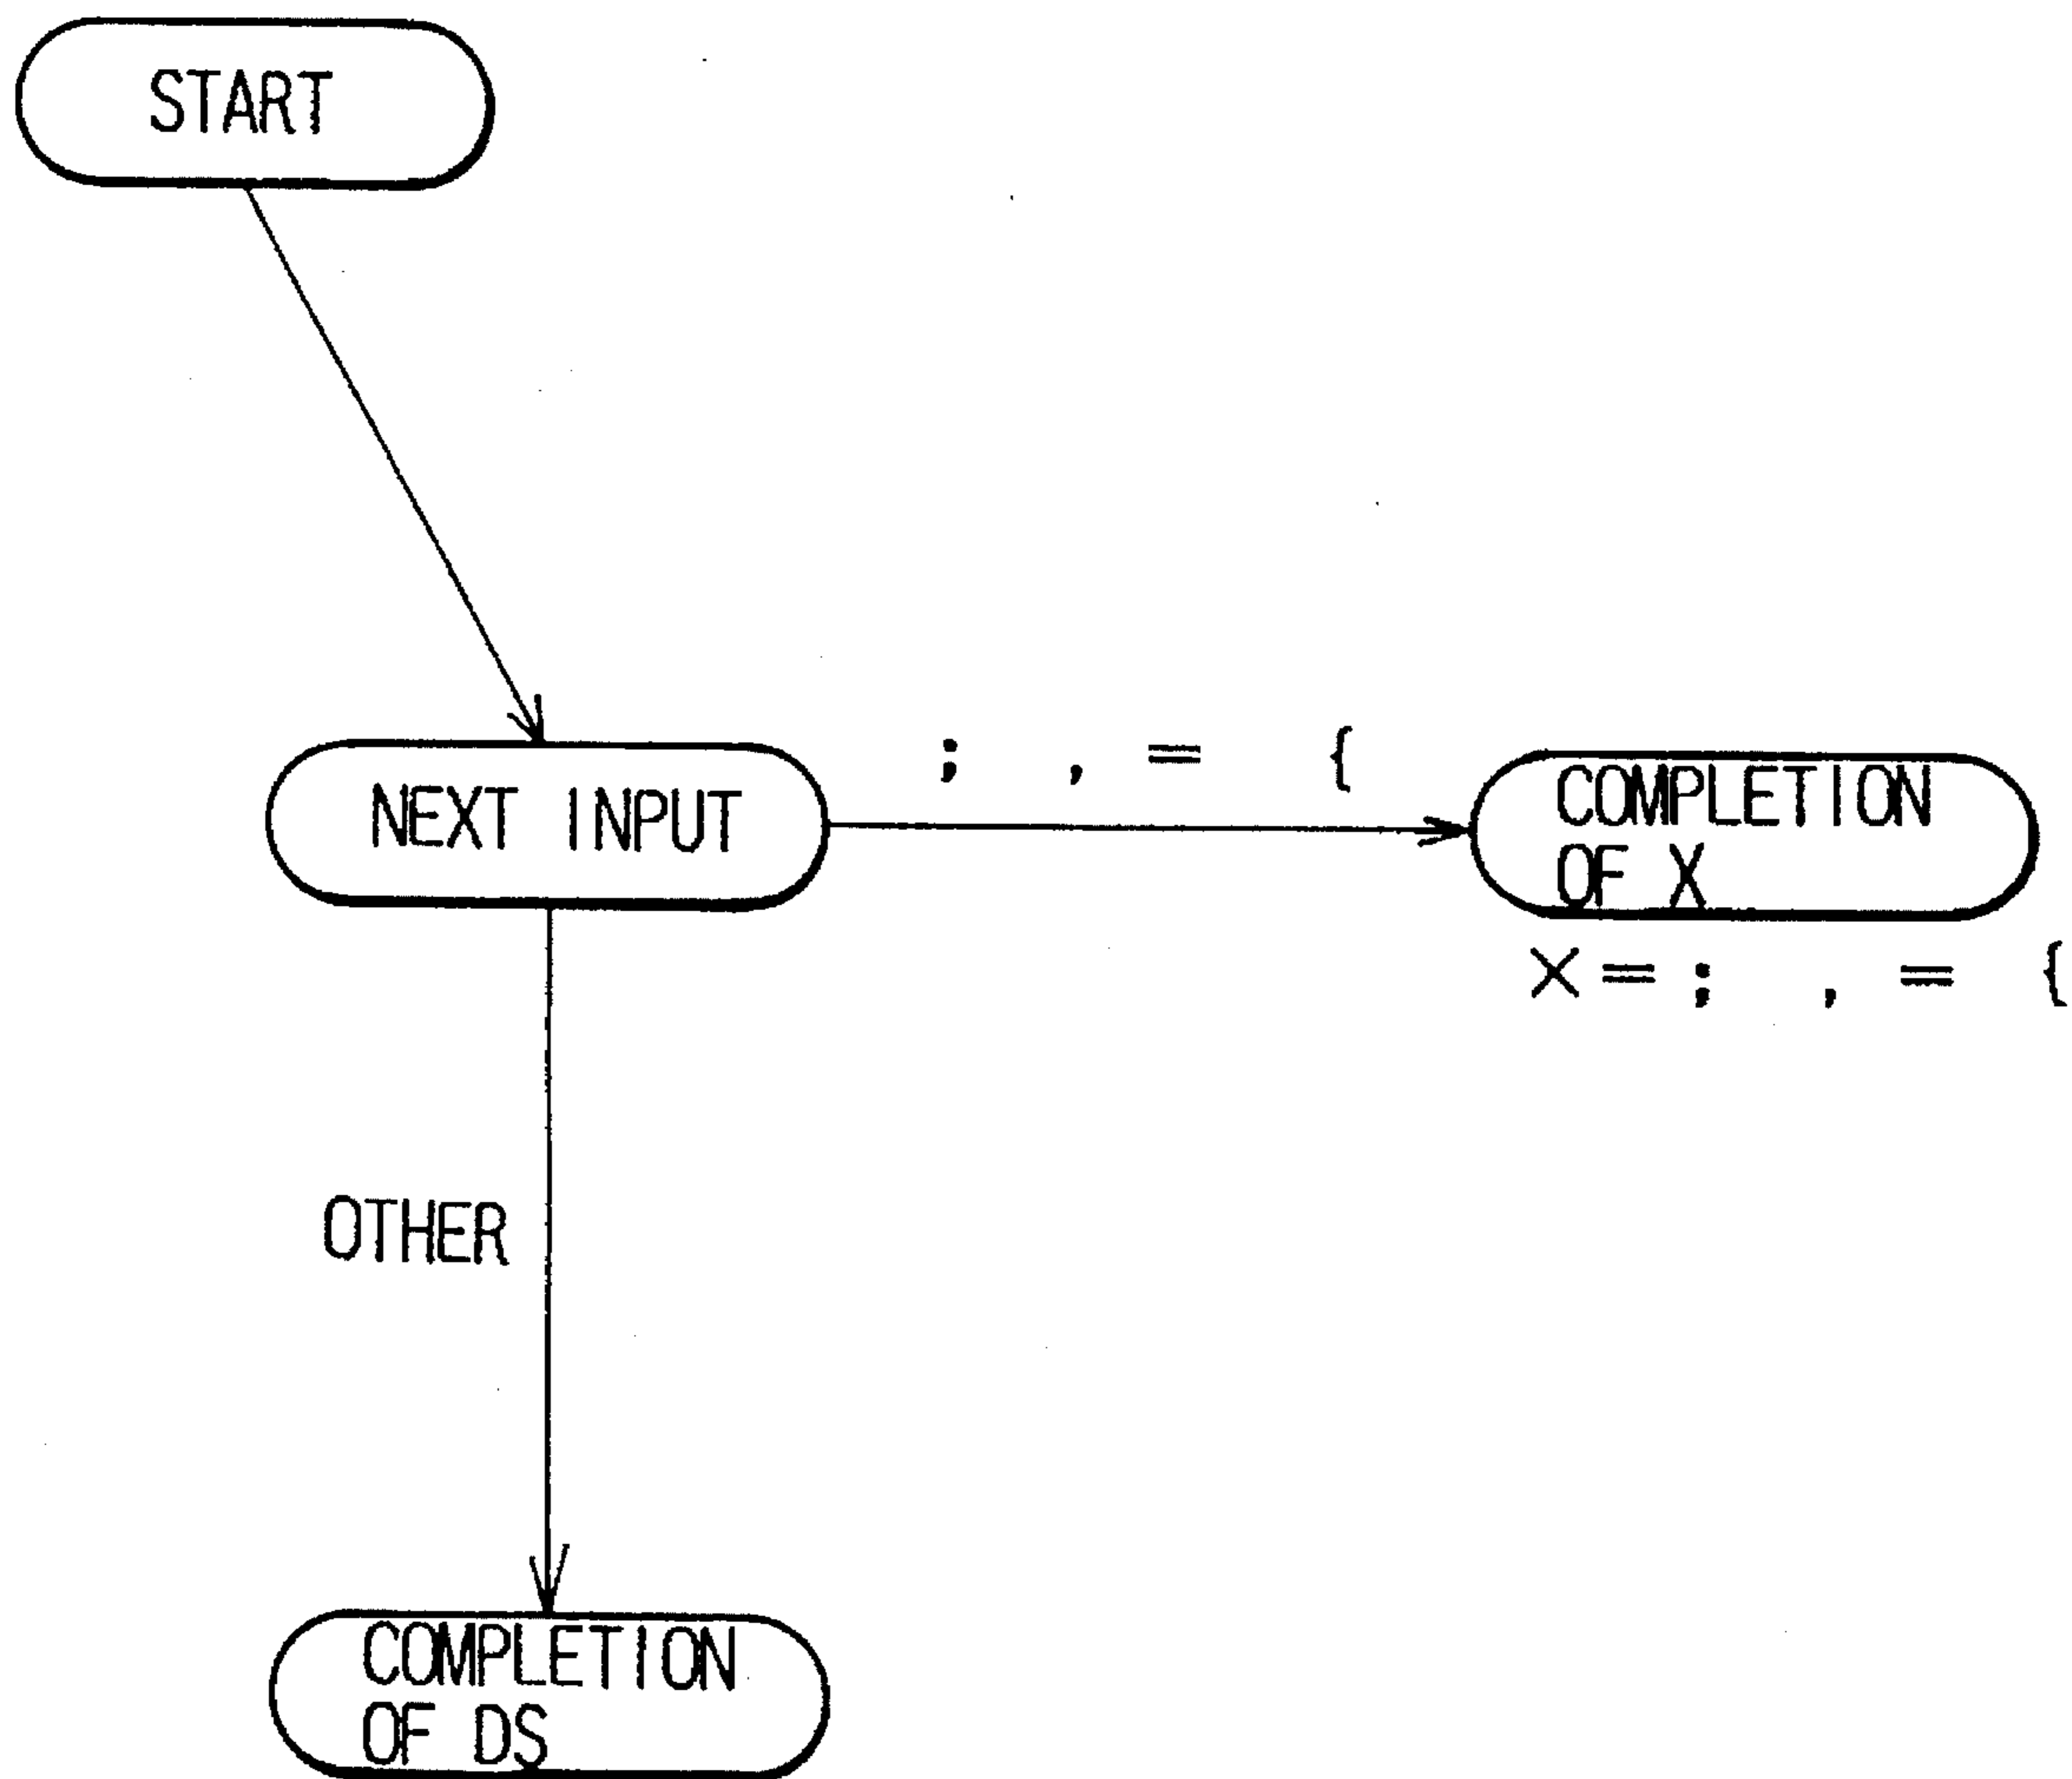 START
; , = {
NEXT INPUT
COMPLETION
OF X
X=; , = {
OTHER
COMPLETION
OF DS